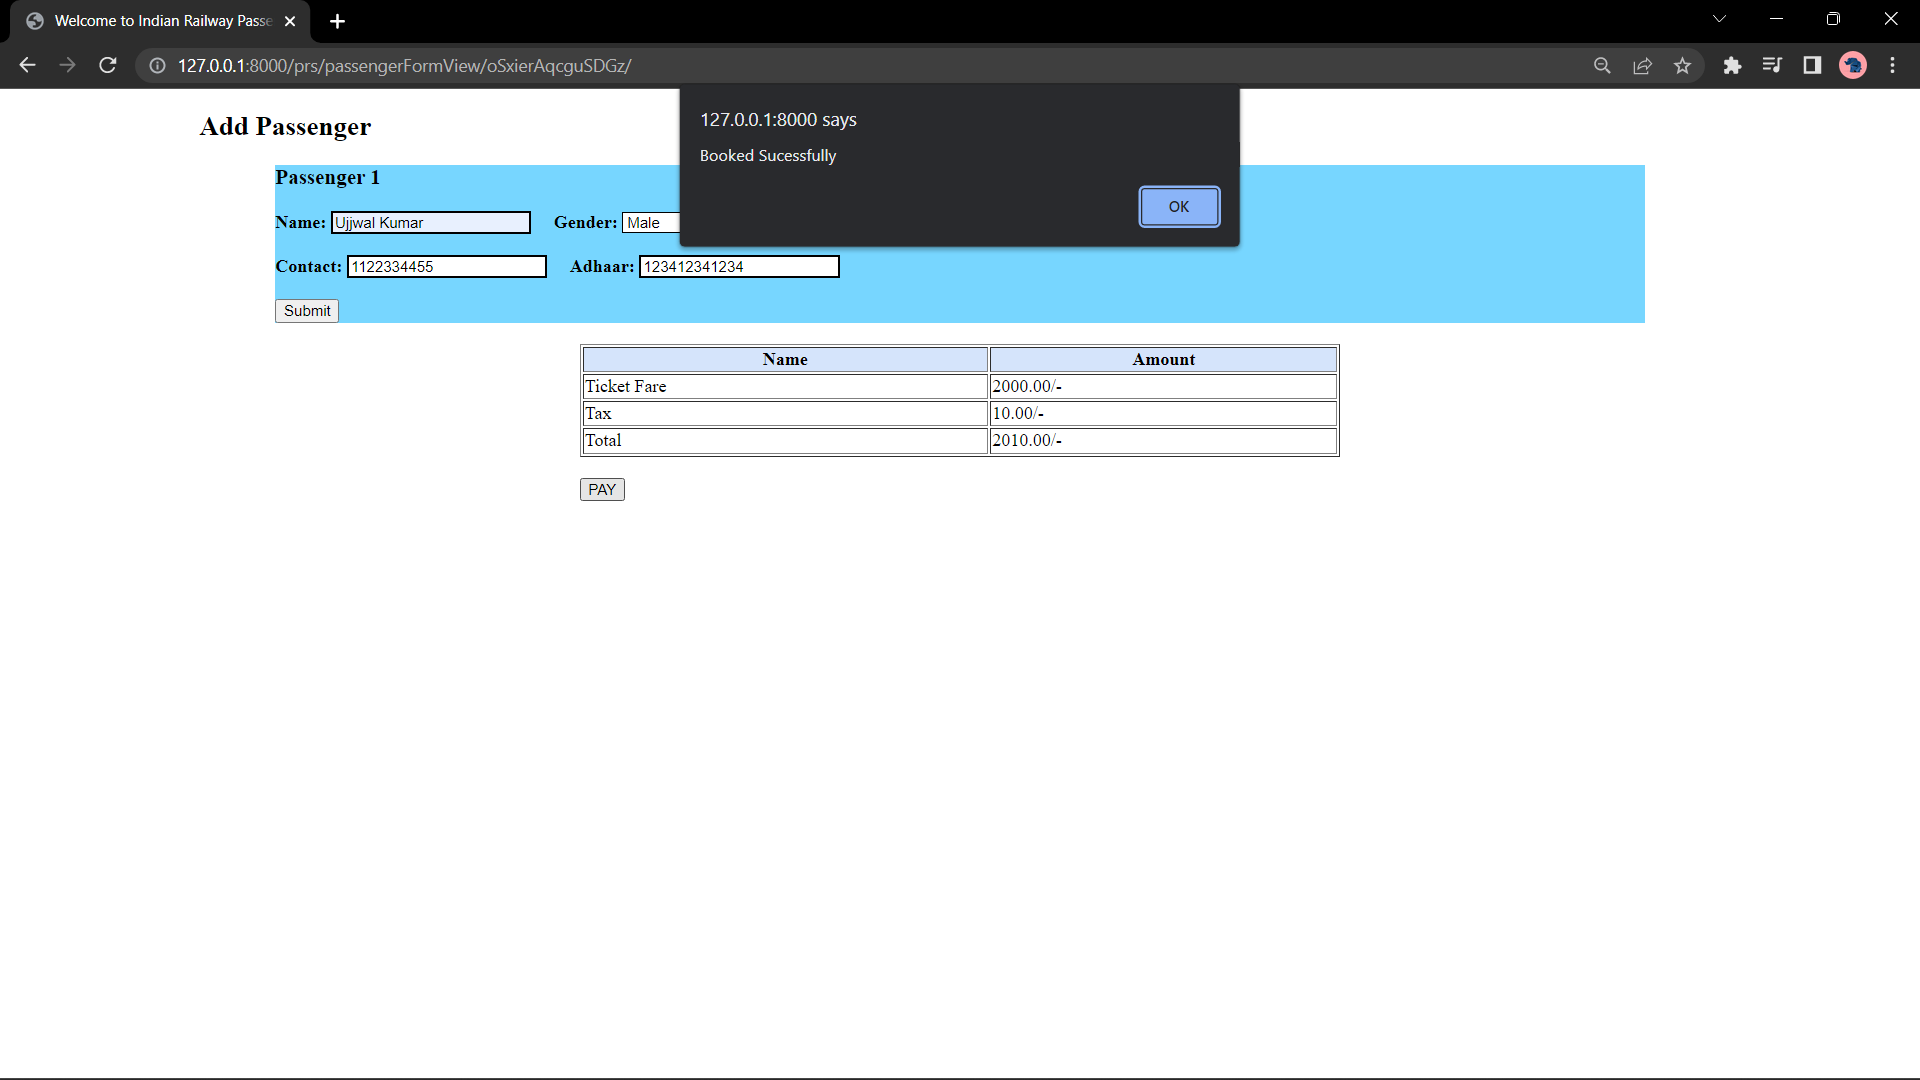 Welcome to Indian Railway Passe
127.0.0.1:8000/prs/passengerFormView/oSxierAqcguSDGz/
127.0.0.1:8000 says
Booked Sucessfully
OK
Add Passenger
Passenger 1
Name: Ujjwal Kumar Gender: Male
Contact: 1122334455 Adhaar: 123412341234
Submit
Name Amount
Ticket Fare 2000.00/-
Tax 10.00/-
Total 2010.00/-
PAY